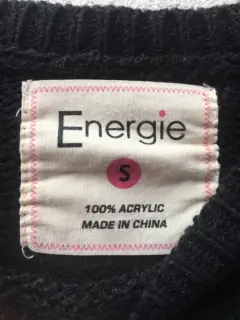 Energie
S
100% ACRYLIC
MADE IN CHINA